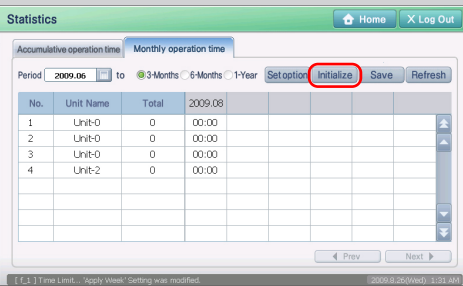 Statistics Home X Log Out
Accumulative operation time Monthly operation time
Period 2009.06 to 3-Months 6-Months 1-Year Set option Initialize Save Refresh
No. Unit Name Total 2009.08
1 Unit-0 0 00:00
2 Unit-0 0 00:00
3 Unit-0 0 00:00
4 Unit-2 0 00:00
Prev Next
[ f_1 ] Time Limit... 'Apply Week' Setting was modified. 2009.8.26(Wed) 1:31 AM